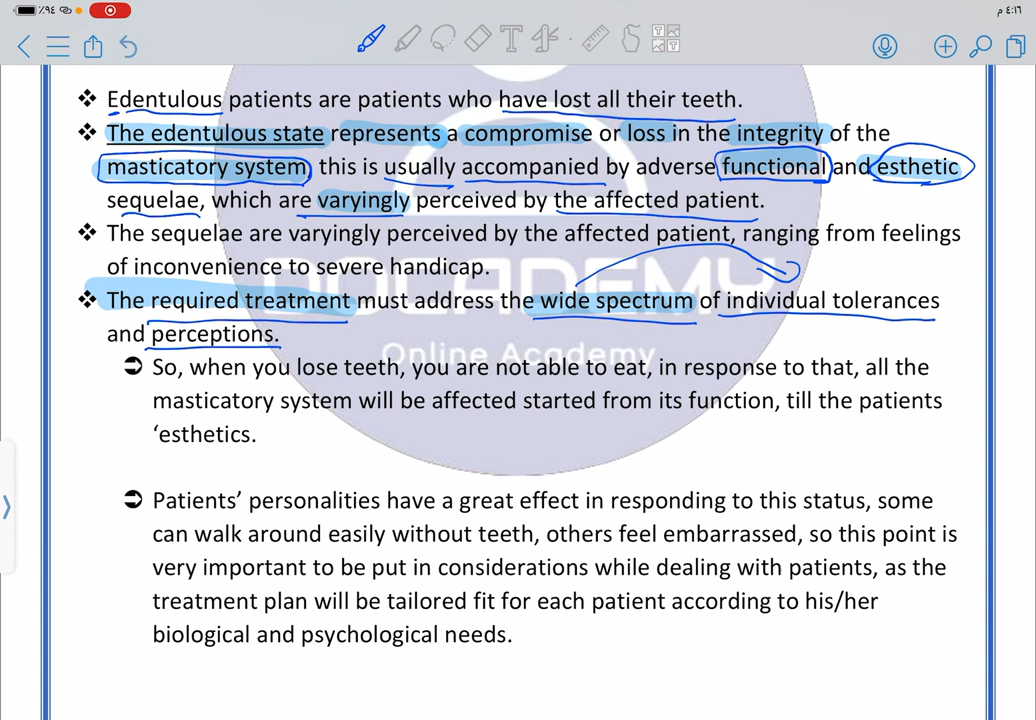 ٪٩٤ ٤:١٦ م
❖ Edentulous patients are patients who have lost all their teeth.
❖ The edentulous state represents a compromise or loss in the integrity of the
masticatory system, this is usually accompanied by adverse functional and esthetic
sequelae, which are varyingly perceived by the affected patient.
❖ The sequelae are varyingly perceived by the affected patient, ranging from feelings
of inconvenience to severe handicap.
❖ The required treatment must address the wide spectrum of individual tolerances
and perceptions.
➲ So, when you lose teeth, you are not able to eat, in response to that, all the
masticatory system will be affected started from its function, till the patients
‘esthetics.
➲ Patients’ personalities have a great effect in responding to this status, some
can walk around easily without teeth, others feel embarrassed, so this point is
very important to be put in considerations while dealing with patients, as the
treatment plan will be tailored fit for each patient according to his/her
biological and psychological needs.
DOCADEMY
Online Academy